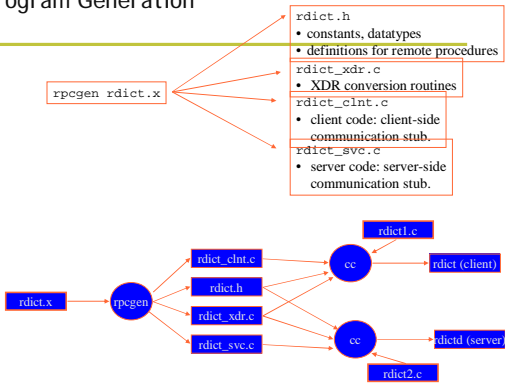 ogram Generation
rdict.h
• constants, datatypes
• definitions for remote procedures
rdict_xdr.c
• XDR conversion routines
rpcgen rdict.x
rdict_clnt.c
• client code: client-side
communication stub.
rdict_svc.c
• server code: server-side
communication stub.
rdict1.c
rdict_clnt.c
cc
rdict (client)
rdict.h
rdict.x
rpcgen
rdict_xdr.c
rdict_svc.c
cc
rdictd (server)
rdict2.c